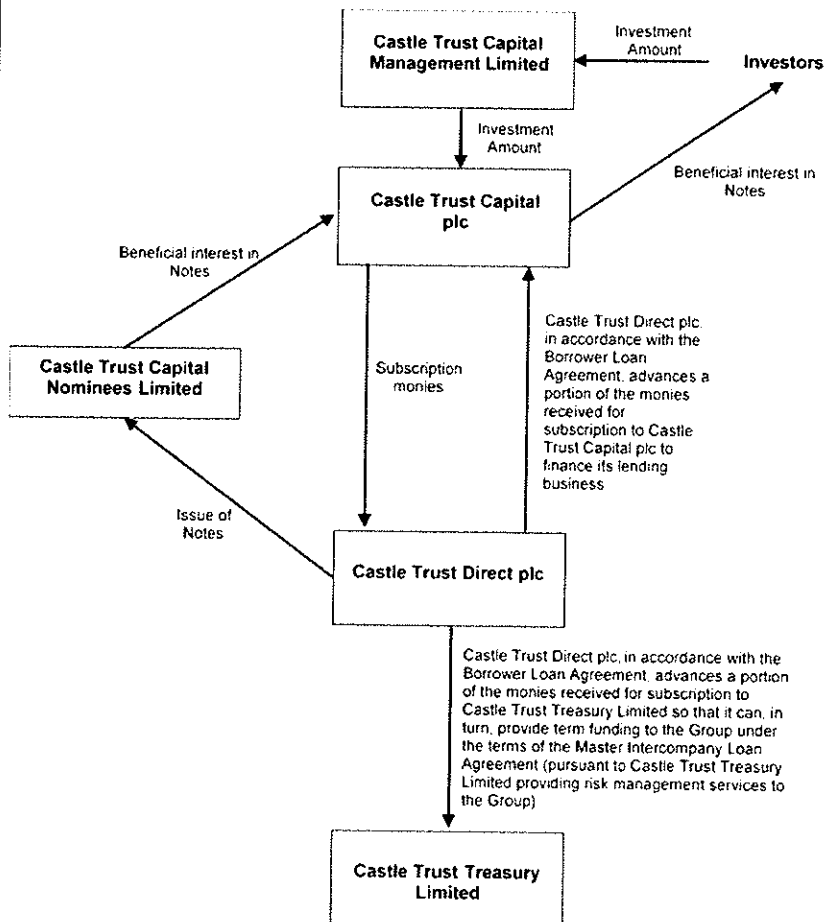 Castle Trust Capital
Management Limited
Investment
Amount
Investors
Investment
Amount
Beneficial interest in
Notes
Castle Trust Capital
plc
Beneficial interest in
Notes
Castle Trust Capital
Nominees Limited
Subscription
monies
Castle Trust Direct plc,
in accordance with the
Borrower Loan
Agreement, advances a
portion of the monies
received for
subscription to Castle
Trust Capital plc to
finance its lending
business
Issue of
Notes
Castle Trust Direct plc
Castle Trust Direct plc, in accordance with the
Borrower Loan Agreement, advances a portion
of the monies received for subscription to
Castle Trust Treasury Limited so that it can, in
turn, provide term funding to the Group under
the terms of the Master Intercompany Loan
Agreement (pursuant to Castle Trust Treasury
Limited providing risk management services to
the Group)
Castle Trust Treasury
Limited